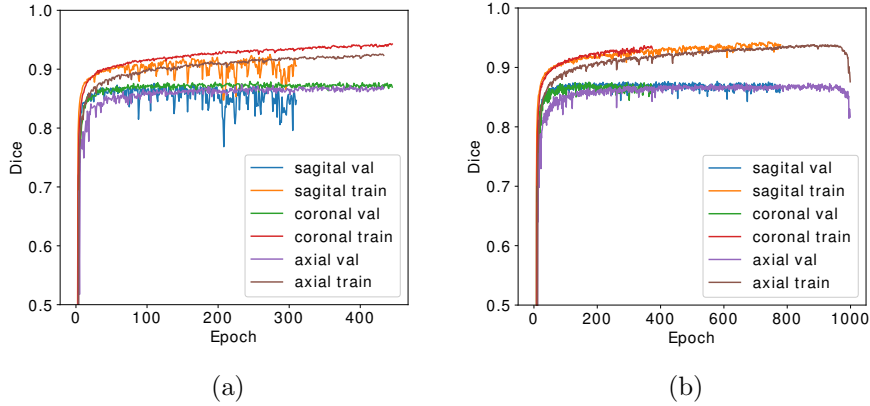 1.0
0.9
0.8
0.7
0.6
0.5
Dice
sagital val
sagital train
coronal val
coronal train
axial val
axial train
0 100 200 300 400
Epoch
(a)
1.0
0.9
0.8
0.7
0.6
0.5
Dice
sagital val
sagital train
coronal val
coronal train
axial val
axial train
0 200 400 600 800 1000
Epoch
(b)